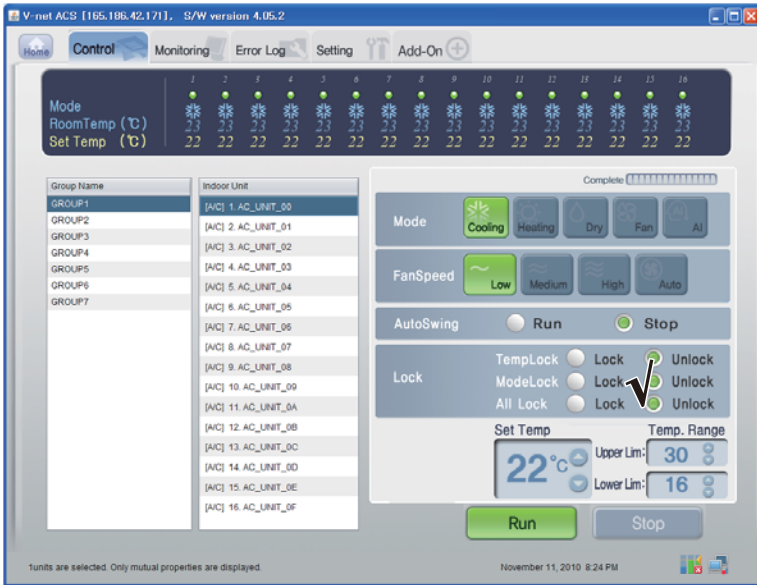 V-net ACS [165.186.42.171],   S/W version 4.05.2
Home Control Monitoring Error Log Setting Add-On
1 2 3 4 5 6 7 8 9 10 11 12 13 14 15 16
Mode
RoomTemp (℃) 23 23 23 23 23 23 23 23 23 23 23 23 23 23 23 23
Set Temp (℃) 22 22 22 22 22 22 22 22 22 22 22 22 22 22 22 22
Complete
Group Name
GROUP1
GROUP2
GROUP3
GROUP4
GROUP5
GROUP6
GROUP7
Indoor Unit
[A/C] 1. AC_UNIT_00
[A/C] 2. AC_UNIT_01
[A/C] 3. AC_UNIT_02
[A/C] 4. AC_UNIT_03
[A/C] 5. AC_UNIT_04
[A/C] 6. AC_UNIT_05
[A/C] 7. AC_UNIT_06
[A/C] 8. AC_UNIT_07
[A/C] 9. AC_UNIT_08
[A/C] 10. AC_UNIT_09
[A/C] 11. AC_UNIT_0A
[A/C] 12. AC_UNIT_0B
[A/C] 13. AC_UNIT_0C
[A/C] 14. AC_UNIT_0D
[A/C] 15. AC_UNIT_0E
[A/C] 16. AC_UNIT_0F
Mode Cooling Heating Dry Fan AI
FanSpeed Low Medium High Auto
AutoSwing Run Stop
Lock
TempLock Lock Unlock
ModeLock Lock Unlock
All Lock Lock Unlock
Set Temp Temp. Range
22°C
Upper Lim: 30
Lower Lim: 16
Run Stop
1units are selected. Only mutual properties are displayed. November 11, 2010  8:24 PM